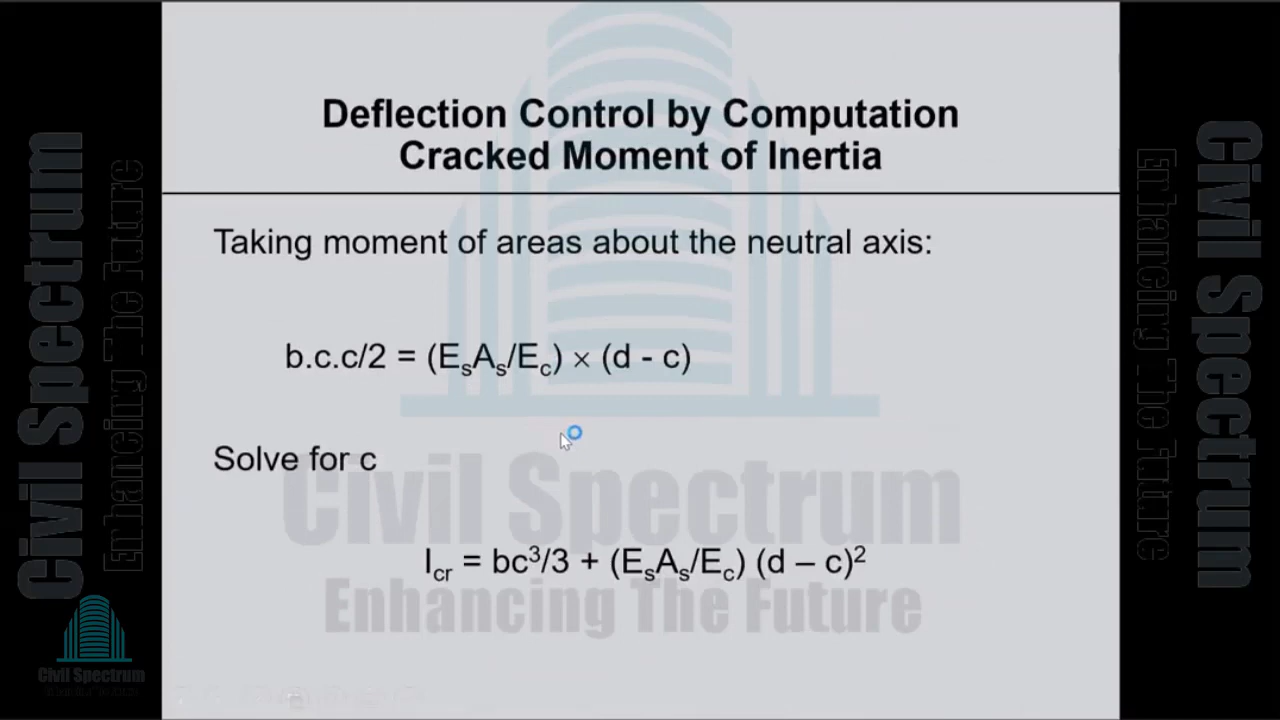 Deflection Control by Computation
Cracked Moment of Inertia
Taking moment of areas about the neutral axis:
b.c.c/2 = (EsAs/Ec) × (d - c)
Solve for c
Icr = bc³/3 + (EsAs/Ec) (d – c)²
Civil Spectrum
Enhancing The Future
Civil Spectrum
Enhancing The Future
Civil Spectrum
Enhancing The Future
Civil Spectrum